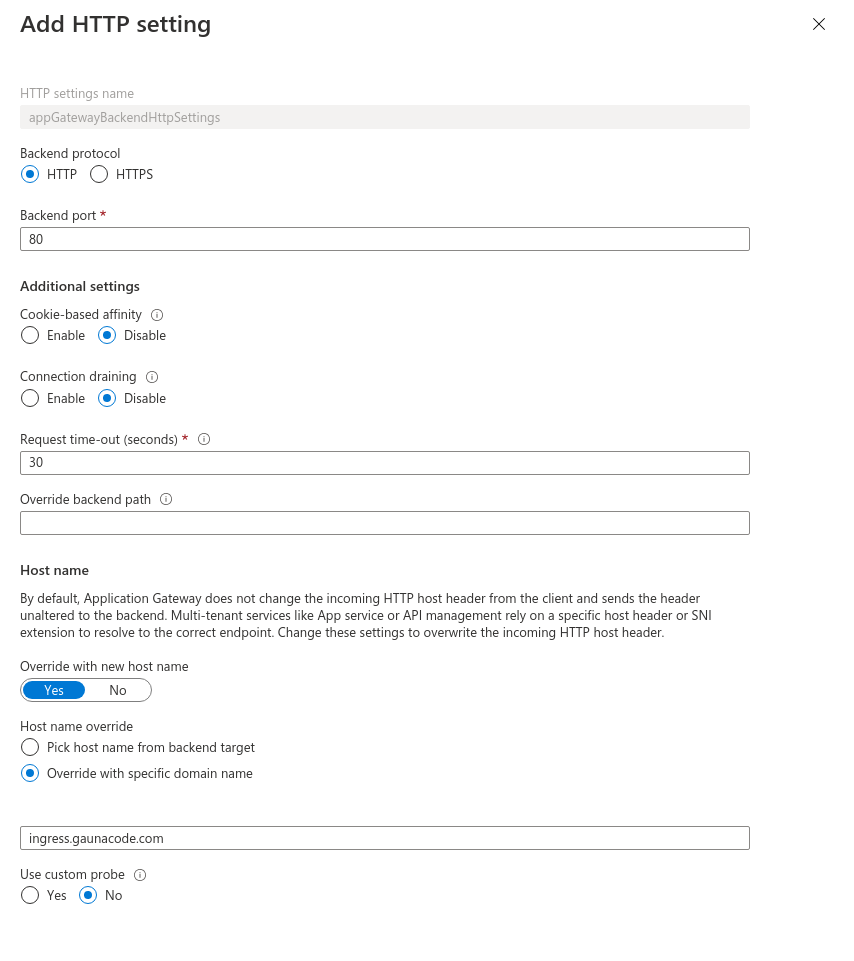 Add HTTP setting
HTTP settings name
appGatewayBackendHttpSettings
Backend protocol
HTTP HTTPS
Backend port *
80
Additional settings
Cookie-based affinity
Enable Disable
Connection draining
Enable Disable
Request time-out (seconds) *
30
Override backend path
Host name
By default, Application Gateway does not change the incoming HTTP host header from the client and sends the header
unaltered to the backend. Multi-tenant services like App service or API management rely on a specific host header or SNI
extension to resolve to the correct endpoint. Change these settings to overwrite the incoming HTTP host header.
Override with new host name
Yes No
Host name override
Pick host name from backend target
Override with specific domain name
ingress.gaunacode.com
Use custom probe
Yes No